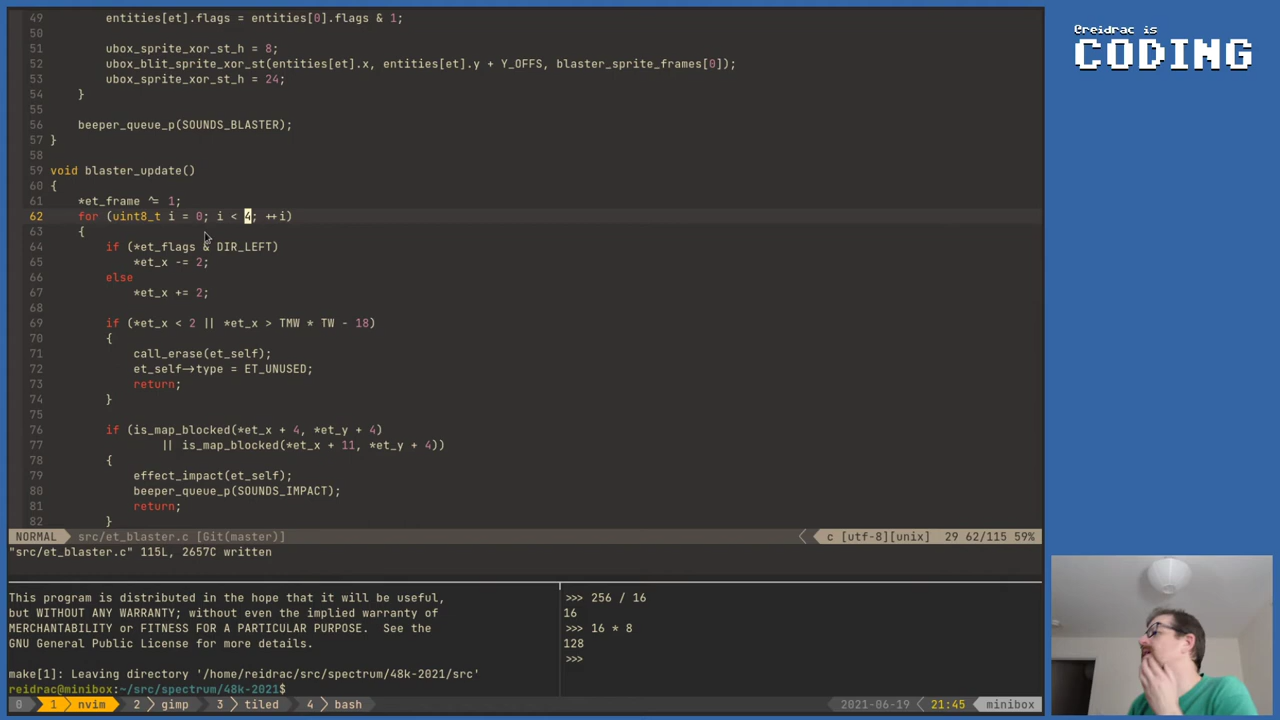 49 entities[et].flags = entities[0].flags & 1;
50
51 ubox_sprite_xor_st_h = 8;
52 ubox_blit_sprite_xor_st(entities[et].x, entities[et].y + Y_OFFS, blaster_sprite_frames[0]);
53 ubox_sprite_xor_st_h = 24;
54 }
55
56 beeper_queue_p(SOUNDS_BLASTER);
57 }
58
59 void blaster_update()
60 {
61 *et_frame ^= 1;
62 for (uint8_t i = 0; i < 4; ++i)
63 {
64 if (*et_flags & DIR_LEFT)
65 *et_x -= 2;
66 else
67 *et_x += 2;
68
69 if (*et_x < 2 || *et_x > TMW * TW - 18)
70 {
71 call_erase(et_self);
72 et_self->type = ET_UNUSED;
73 return;
74 }
75
76 if (is_map_blocked(*et_x + 4, *et_y + 4)
77 || is_map_blocked(*et_x + 11, *et_y + 4))
78 {
79 effect_impact(et_self);
80 beeper_queue_p(SOUNDS_IMPACT);
81 return;
82 }
NORMAL src/et_blaster.c [Git(master)] c [utf-8][unix] 29 62/115 59%
"src/et_blaster.c" 115L, 2657C written
This program is distributed in the hope that it will be useful,
but WITHOUT ANY WARRANTY; without even the implied warranty of
MERCHANTABILITY or FITNESS FOR A PARTICULAR PURPOSE.  See the
GNU General Public License for more details.
make[1]: Leaving directory '/home/reidrac/src/spectrum/48k-2021/src'
reidrac@minibox:~/src/spectrum/48k-2021$
>>> 256 / 16
16
>>> 16 * 8
128
>>>
0 1 nvim 2 gimp 3 tiled 4 bash 2021-06-19 21:45 minibox
@reidrac is
CODING